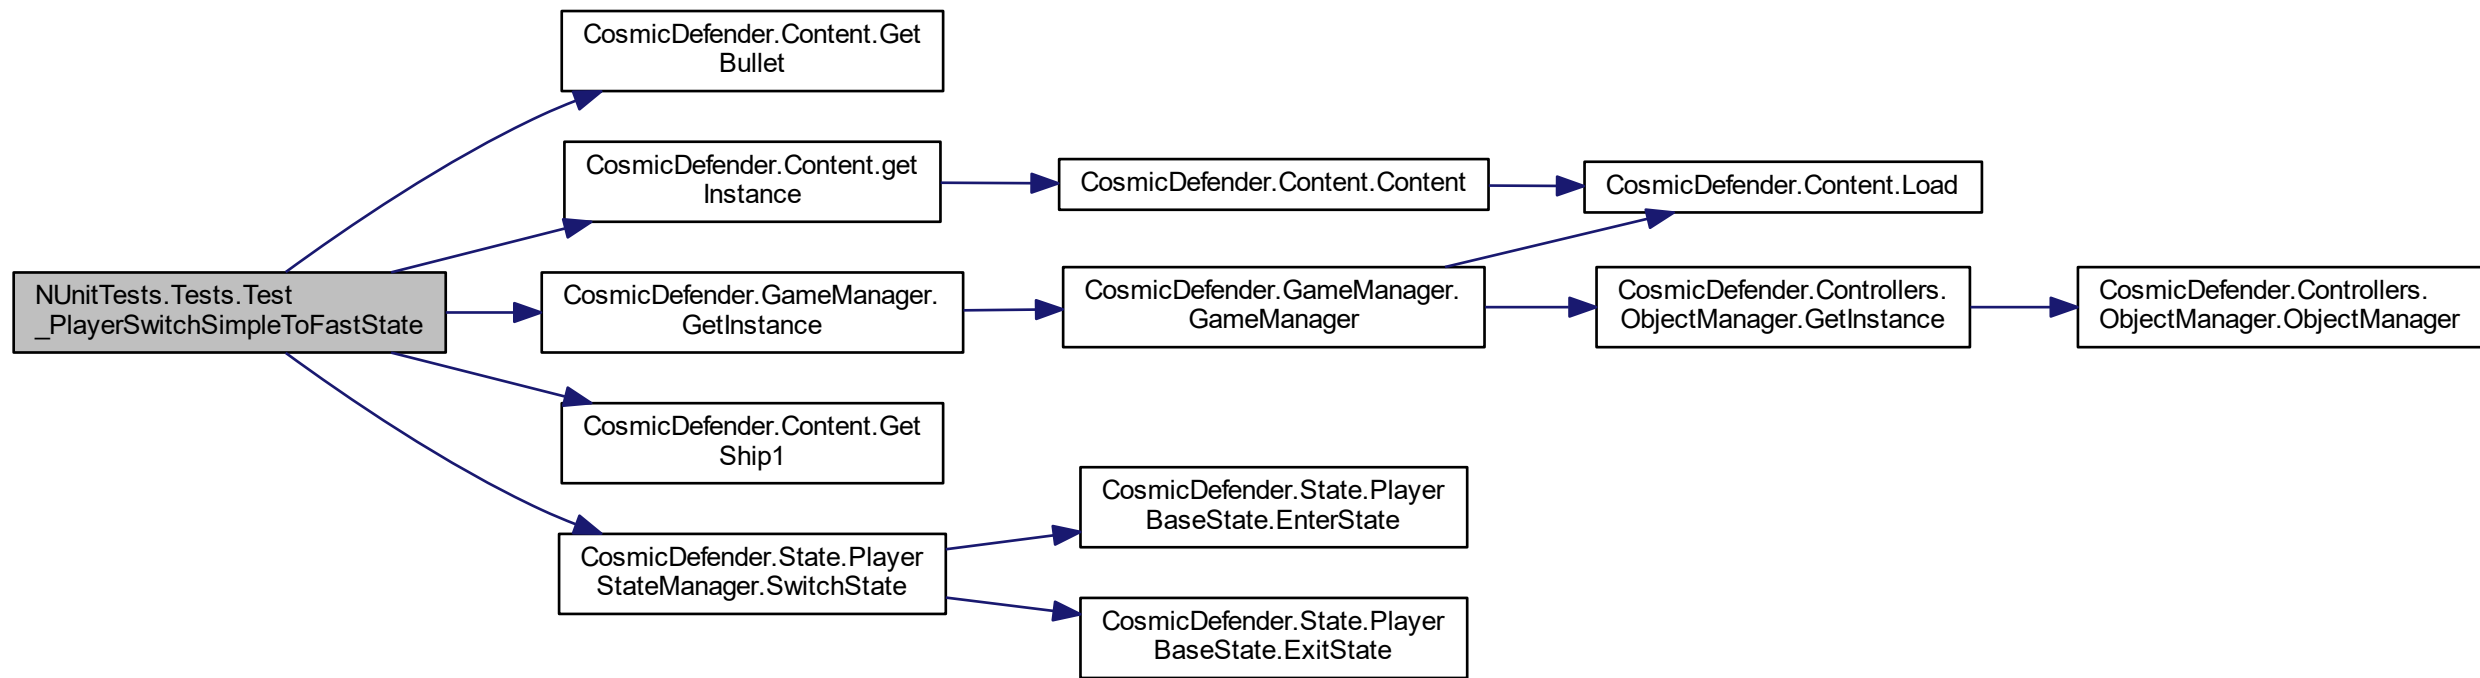 CosmicDefender.Content.Get
Bullet
CosmicDefender.Content.get
Instance
CosmicDefender.Content.Content
CosmicDefender.Content.Load
NUnitTests.Tests.Test
_PlayerSwitchSimpleToFastState
CosmicDefender.GameManager.
GetInstance
CosmicDefender.GameManager.
GameManager
CosmicDefender.Controllers.
ObjectManager.GetInstance
CosmicDefender.Controllers.
ObjectManager.ObjectManager
CosmicDefender.Content.Get
Ship1
CosmicDefender.State.Player
StateManager.SwitchState
CosmicDefender.State.Player
BaseState.EnterState
CosmicDefender.State.Player
BaseState.ExitState